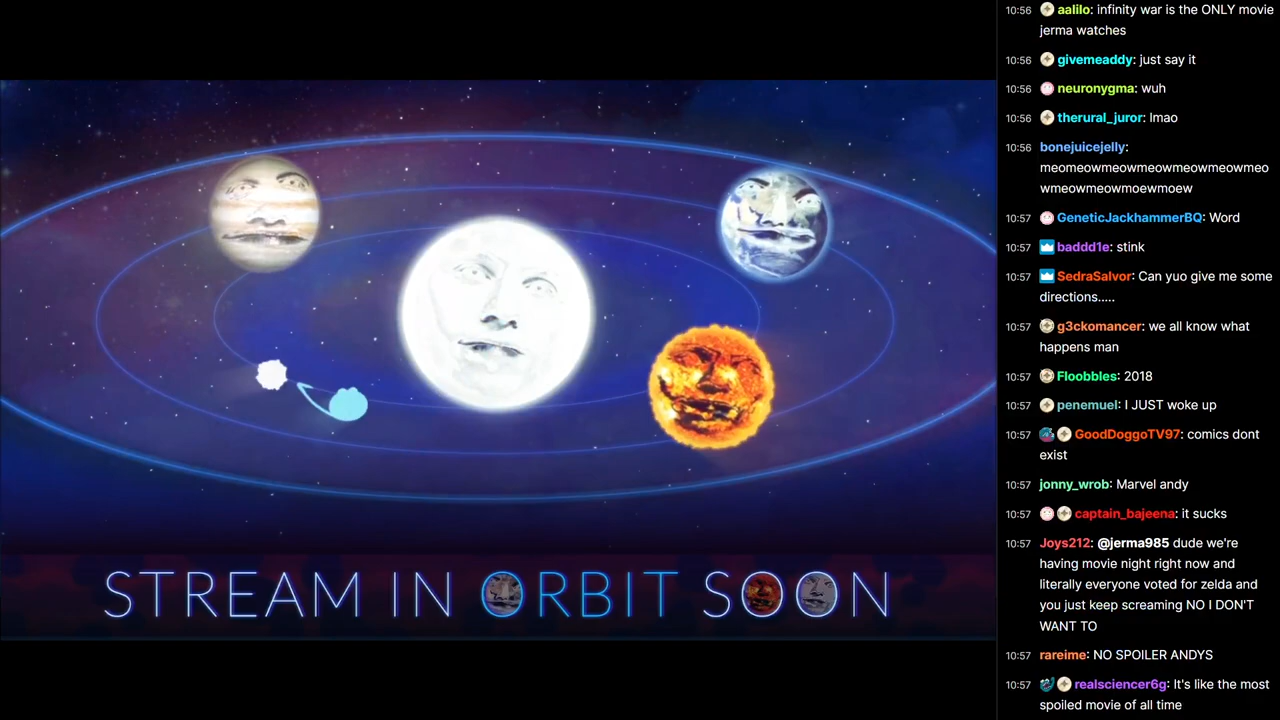 STREAM IN ORBIT SOON
10:56 aalilo: infinity war is the ONLY movie
jerma watches
10:56 givemeaddy: just say it
10:56 neuronygma: wuh
10:56 therural_juror: lmao
10:56 bonejuicejelly:
meomeowmeowmeowmeowmeowmeo
wmeowmeowmoewmoew
10:57 GeneticJackhammerBQ: Word
10:57 baddd1e: stink
10:57 SedraSalvor: Can yuo give me some
directions.....
10:57 g3ckomancer: we all know what
happens man
10:57 Floobbles: 2018
10:57 penemuel: I JUST woke up
10:57 GoodDoggoTV97: comics dont
exist
10:57 jonny_wrob: Marvel andy
10:57 captain_bajeena: it sucks
10:57 Joys212: @jerma985 dude we're
having movie night right now and
literally everyone voted for zelda and
you just keep screaming NO I DON'T
WANT TO
10:57 rareime: NO SPOILER ANDYS
10:57 realsciencer6g: It's like the most
spoiled movie of all time